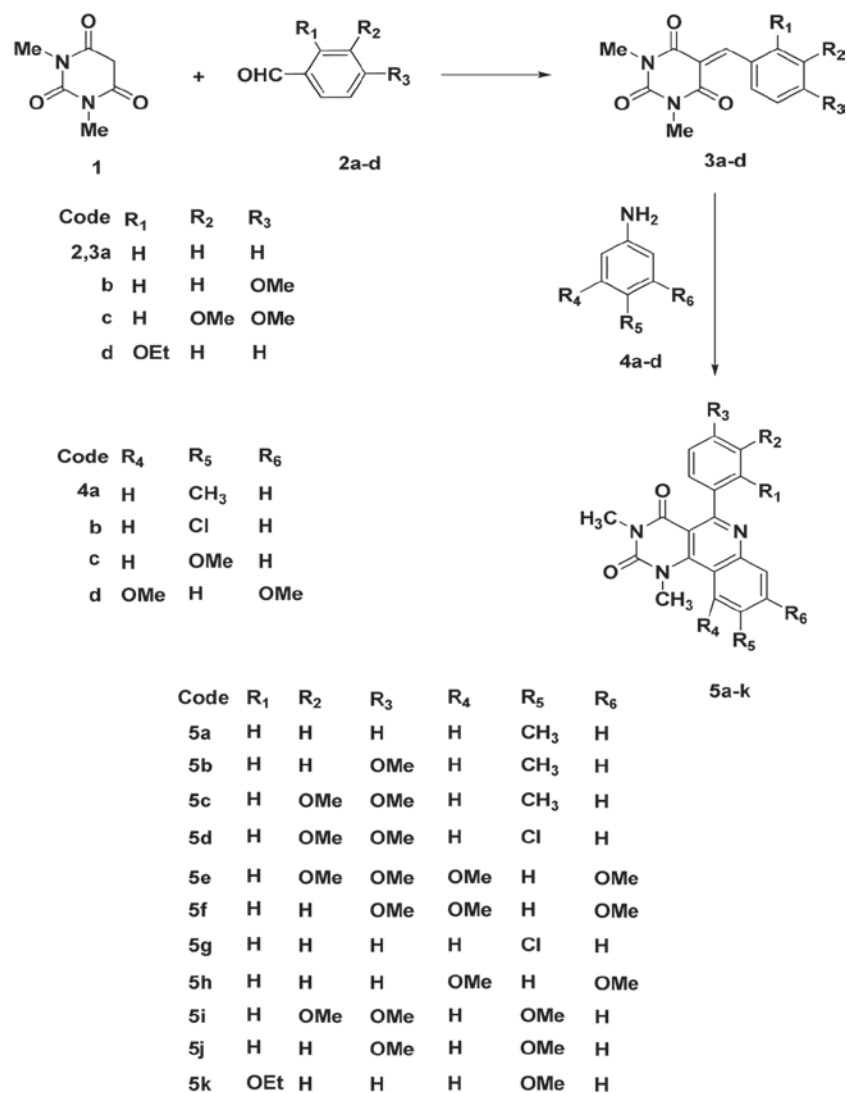 O
R1
R2
Me
N
+
OHC
R3
O
N
O
Me
1
2a-d
O
R1
R2
Me
N
O
N
O
R3
Me
3a-d
Code R1 R2 R3
2,3a H H H
b H H OMe
c H OMe OMe
d OEt H H
NH2
R4
R6
R5
4a-d
Code R4 R5 R6
4a H CH3 H
b H Cl H
c H OMe H
d OMe H OMe
R3
R2
R1
O
H3C
N
N
O
N
CH3
R6
R4
R5
5a-k
Code R1 R2 R3 R4 R5 R6
5a H H H H CH3 H
5b H H OMe H CH3 H
5c H OMe OMe H CH3 H
5d H OMe OMe H Cl H
5e H OMe OMe OMe H OMe
5f H H OMe OMe H OMe
5g H H H H Cl H
5h H H H OMe H OMe
5i H OMe OMe H OMe H
5j H H OMe H OMe H
5k OEt H H H OMe H